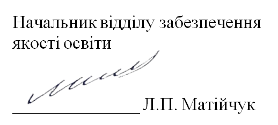 Начальник відділу забезпечення
якості освіти
Л.П. Матійчук